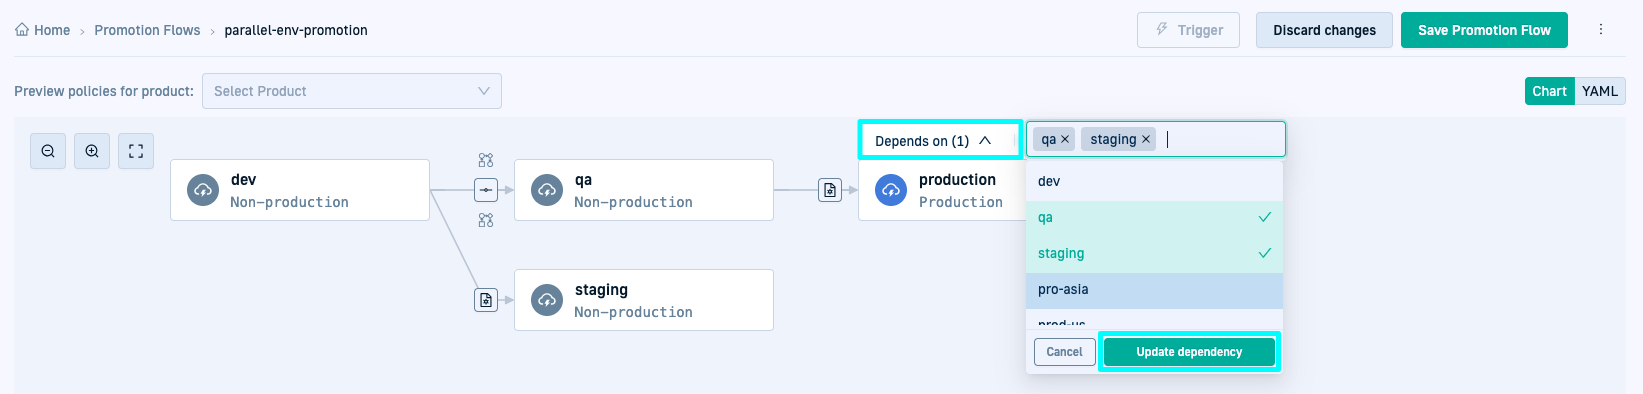 Home › Promotion Flows › parallel-env-promotion
Trigger
Discard changes
Save Promotion Flow
Preview policies for product:
Select Product
Chart
YAML
Depends on (1)
qa
staging
dev
Non-production
qa
Non-production
production
Production
staging
Non-production
dev
qa
staging
pro-asia
prod-us
Cancel
Update dependency